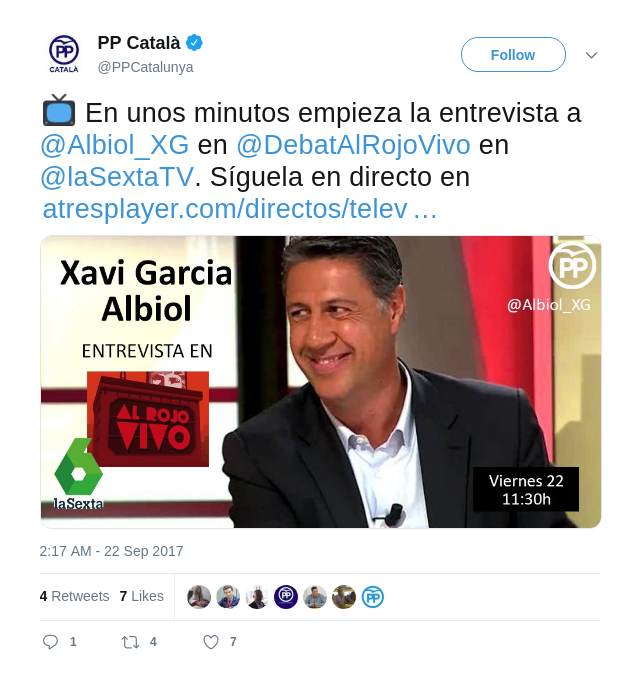 PP Català
@PPCatalunya
Follow
PP
CATALÀ
En unos minutos empieza la entrevista a
@Albiol_XG en @DebatAlRojoVivo en
@laSextaTV. Síguela en directo en
atresplayer.com/directos/telev…
Xavi Garcia
Albiol
ENTREVISTA EN
AL ROJO
VIVO
laSexta
PP
@Albiol_XG
Viernes 22
11:30h
2:17 AM - 22 Sep 2017
4 Retweets 7 Likes
PP
PP
1 4 7